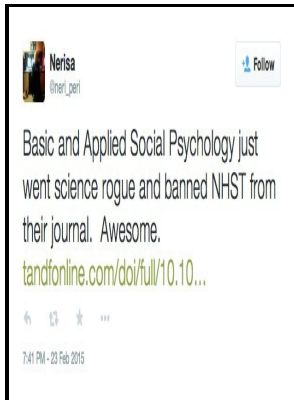 Nerisa
Follow
@neri_peri
Basic and Applied Social Psychology just
went science rogue and banned NHST from
their journal. Awesome.
tandfonline.com/doi/full/10.10...
7:41 PM - 23 Feb 2015